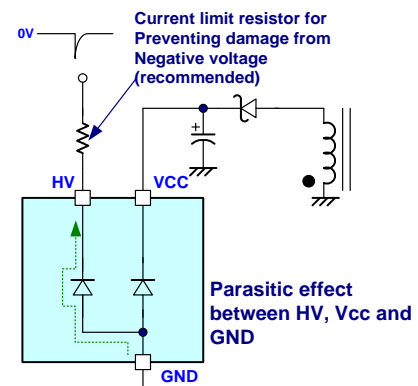 Current limit resistor for
Preventing damage from
Negative voltage
(recommended)
0V
+
HV
VCC
Parasitic effect
between HV, Vcc and
GND
GND